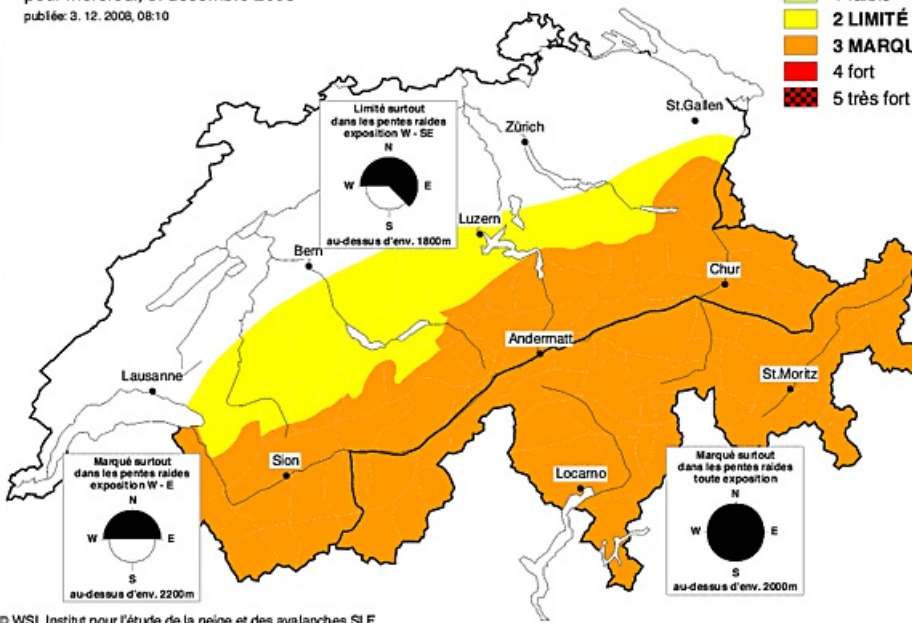 publiée: 3. 12. 2008, 08:10
2 LIMITÉ
3 MARQU
4 fort
5 très fort
St.Gallen
Zürich
Limité surtout
dans les pentes raides
exposition W - SE
N
W E
S
au-dessus d'env. 1800m
Luzern
Bern
Chur
Andermatt
St.Moritz
Lausanne
Sion
Locarno
Marqué surtout
dans les pentes raides
exposition W - E
N
W E
S
au-dessus d'env. 2200m
Marqué surtout
dans les pentes raides
toute exposition
N
W E
S
au-dessus d'env. 2000m
© WSL Institut pour l'étude de la neige et des avalanches SLF